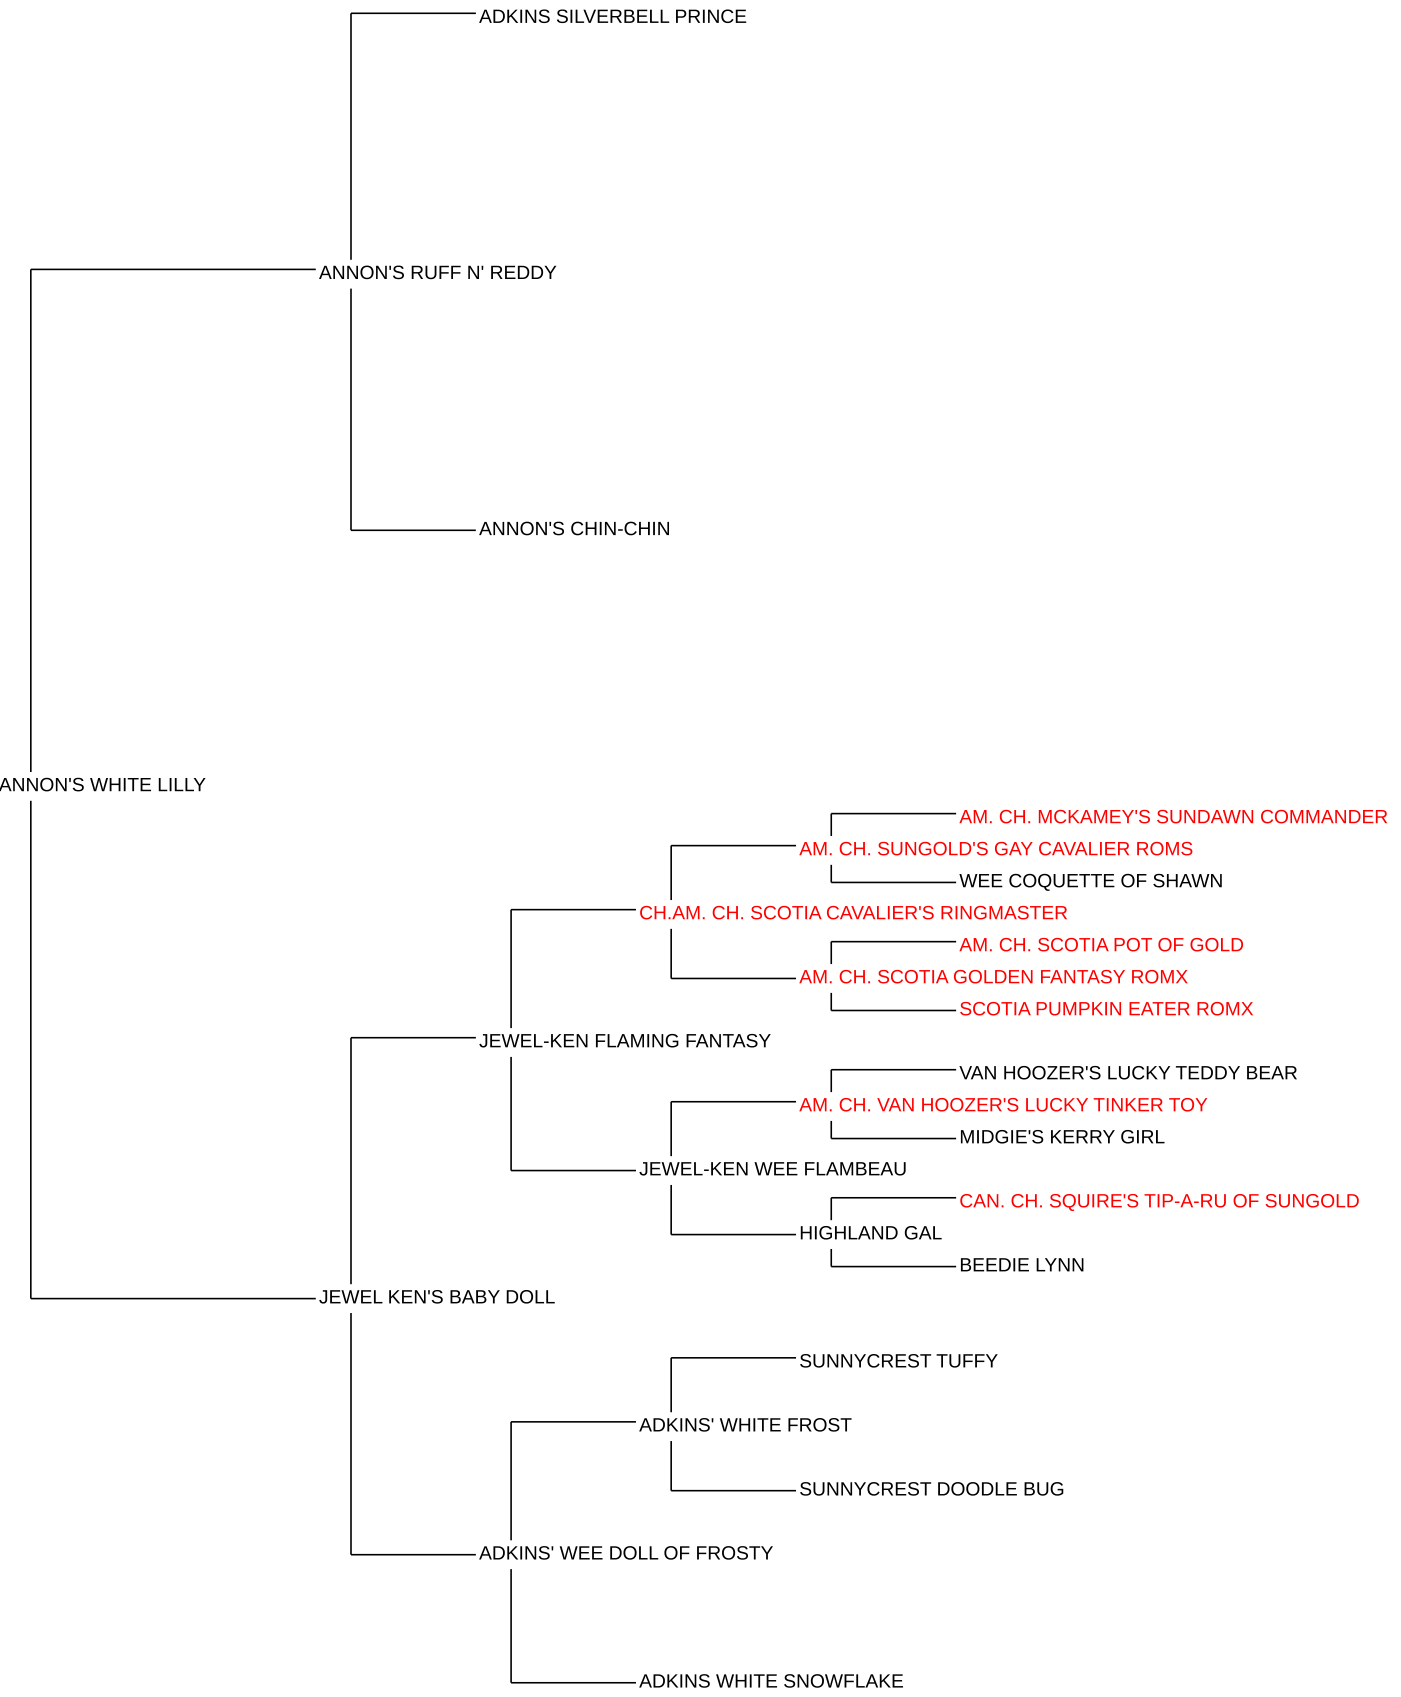 ADKINS SILVERBELL PRINCE
ANNON'S RUFF N' REDDY
ANNON'S CHIN-CHIN
ANNON'S WHITE LILLY
AM. CH. MCKAMEY'S SUNDAWN COMMANDER
AM. CH. SUNGOLD'S GAY CAVALIER ROMS
WEE COQUETTE OF SHAWN
CH.AM. CH. SCOTIA CAVALIER'S RINGMASTER
AM. CH. SCOTIA POT OF GOLD
AM. CH. SCOTIA GOLDEN FANTASY ROMX
SCOTIA PUMPKIN EATER ROMX
JEWEL-KEN FLAMING FANTASY
VAN HOOZER'S LUCKY TEDDY BEAR
AM. CH. VAN HOOZER'S LUCKY TINKER TOY
MIDGIE'S KERRY GIRL
JEWEL-KEN WEE FLAMBEAU
CAN. CH. SQUIRE'S TIP-A-RU OF SUNGOLD
HIGHLAND GAL
BEEDIE LYNN
JEWEL KEN'S BABY DOLL
SUNNYCREST TUFFY
ADKINS' WHITE FROST
SUNNYCREST DOODLE BUG
ADKINS' WEE DOLL OF FROSTY
ADKINS WHITE SNOWFLAKE